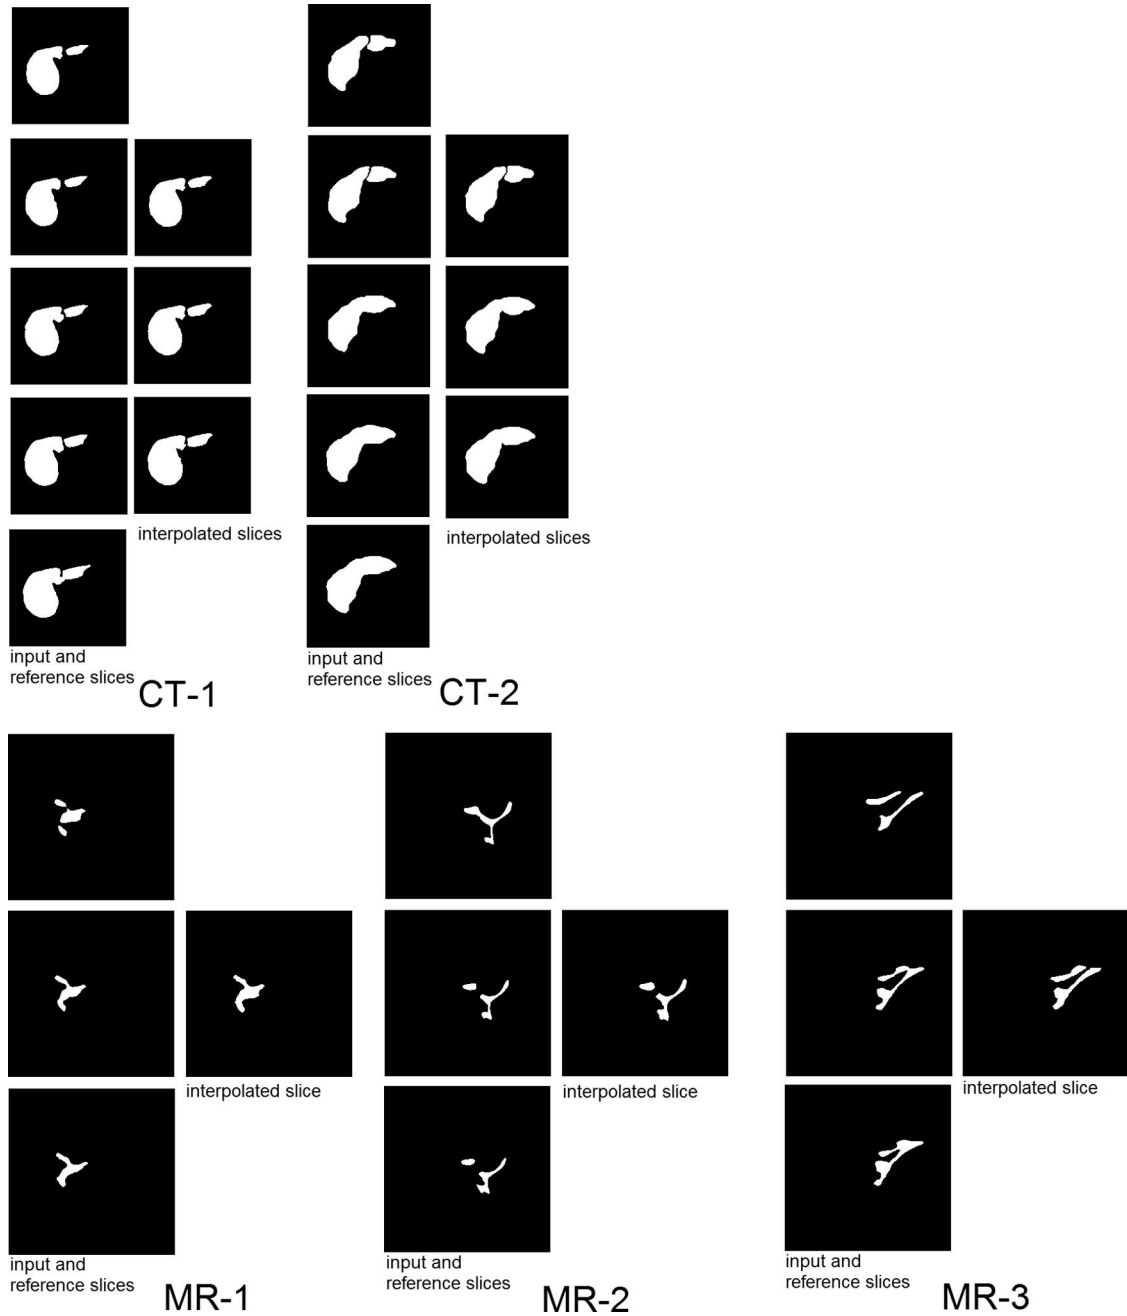 interpolated slices
input and
reference slices
CT-1
interpolated slices
input and
reference slices
CT-2
interpolated slice
input and
reference slices
MR-1
interpolated slice
input and
reference slices
MR-2
interpolated slice
input and
reference slices
MR-3